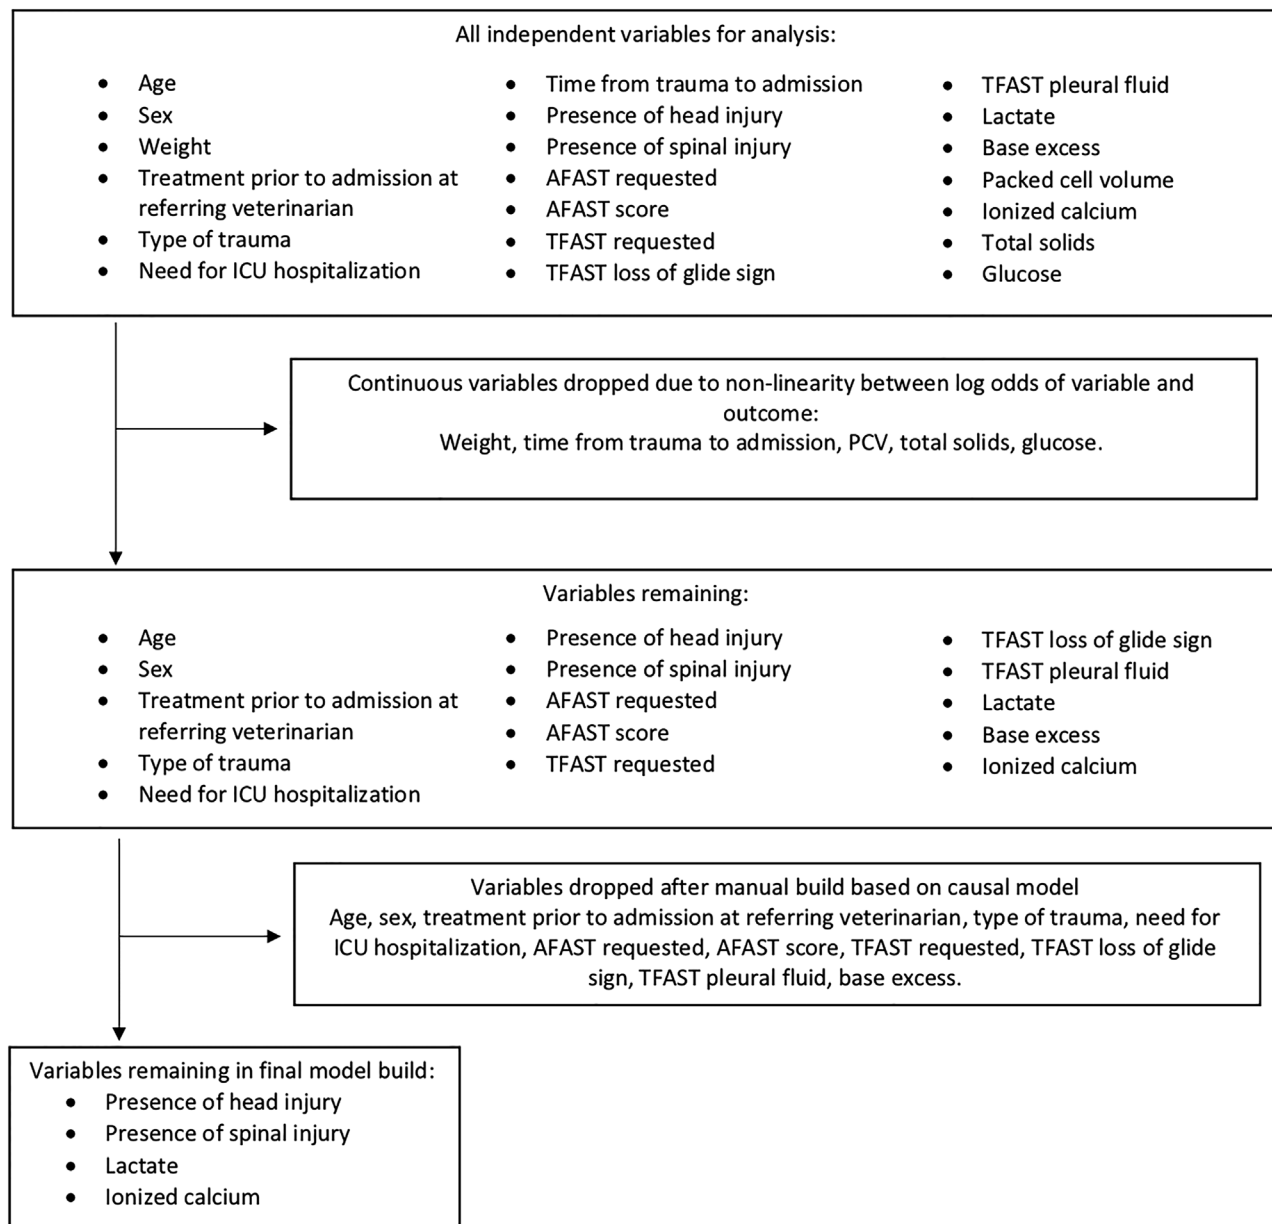 All independent variables for analysis:
• Age
• Sex
• Weight
• Treatment prior to admission at
referring veterinarian
• Type of trauma
• Need for ICU hospitalization
• Time from trauma to admission
• Presence of head injury
• Presence of spinal injury
• AFAST requested
• AFAST score
• TFAST requested
• TFAST loss of glide sign
• TFAST pleural fluid
• Lactate
• Base excess
• Packed cell volume
• Ionized calcium
• Total solids
• Glucose
Continuous variables dropped due to non-linearity between log odds of variable and
outcome:
Weight, time from trauma to admission, PCV, total solids, glucose.
Variables remaining:
• Age
• Sex
• Treatment prior to admission at
referring veterinarian
• Type of trauma
• Need for ICU hospitalization
• Presence of head injury
• Presence of spinal injury
• AFAST requested
• AFAST score
• TFAST requested
• TFAST loss of glide sign
• TFAST pleural fluid
• Lactate
• Base excess
• Ionized calcium
Variables dropped after manual build based on causal model
Age, sex, treatment prior to admission at referring veterinarian, type of trauma, need for
ICU hospitalization, AFAST requested, AFAST score, TFAST requested, TFAST loss of glide
sign, TFAST pleural fluid, base excess.
Variables remaining in final model build:
• Presence of head injury
• Presence of spinal injury
• Lactate
• Ionized calcium